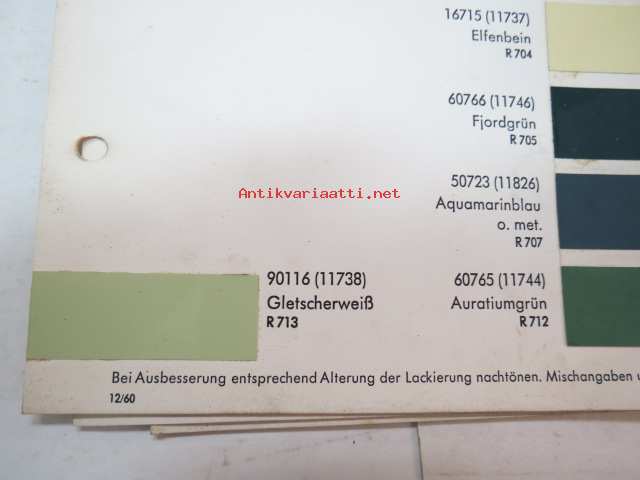 16715 (11737)
Elfenbein
R 704
60766 (11746)
Fjordgrün
R 705
Antikvariaatti.net
50723 (11826)
Aquamarinblau
o. met.
R 707
90116 (11738)
Gletscherweiß
R 713
60765 (11744)
Auratiumgrün
R 712
Bei Ausbesserung entsprechend Alterung der Lackierung nachtönen. Mischangaben u
12/60